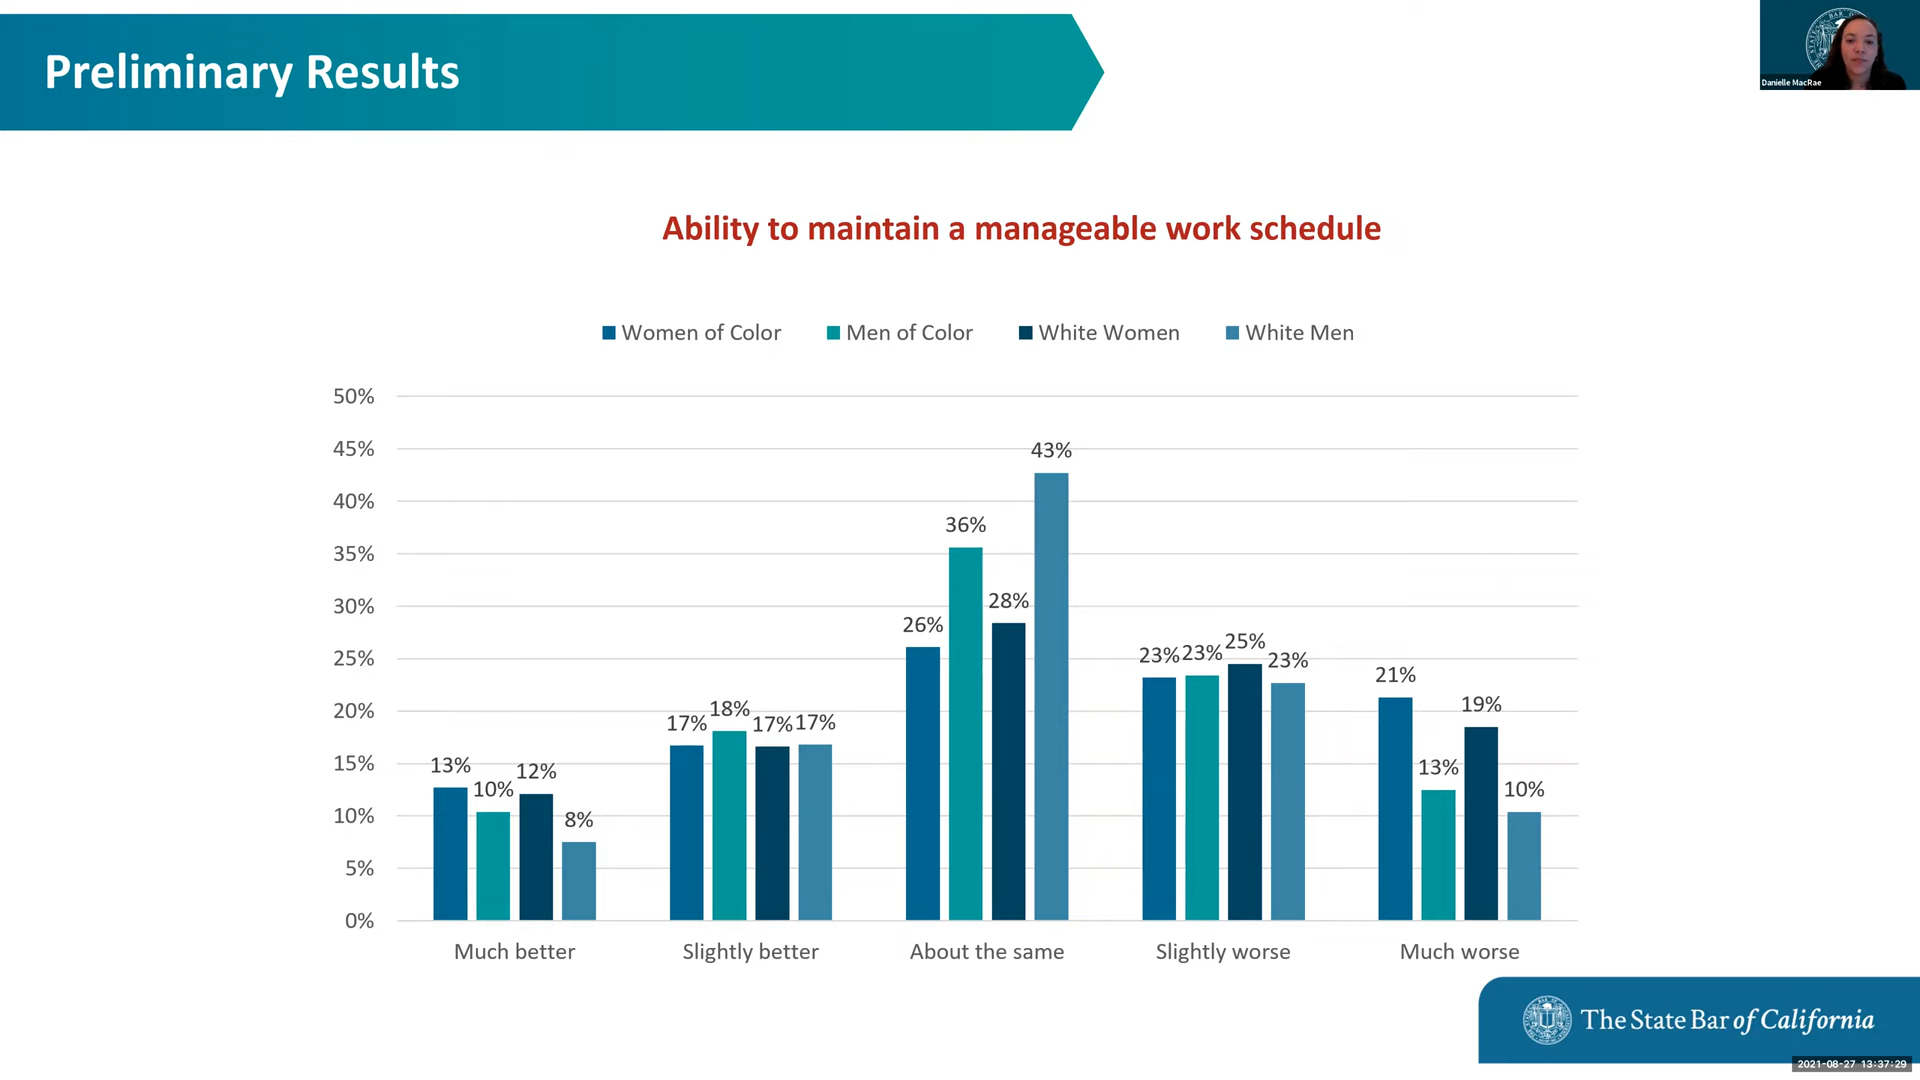 Preliminary Results
Danielle MacRae
Ability to maintain a manageable work schedule
Women of Color Men of Color White Women White Men
50%
45%
40%
35%
30%
25%
20%
15%
10%
5%
0%
13% 10% 12% 8%
17% 18% 17% 17%
26% 36% 28% 43%
23% 23% 25% 23%
21% 13% 19% 10%
Much better Slightly better About the same Slightly worse Much worse
The State Bar of California
2021-08-27 13:37:29